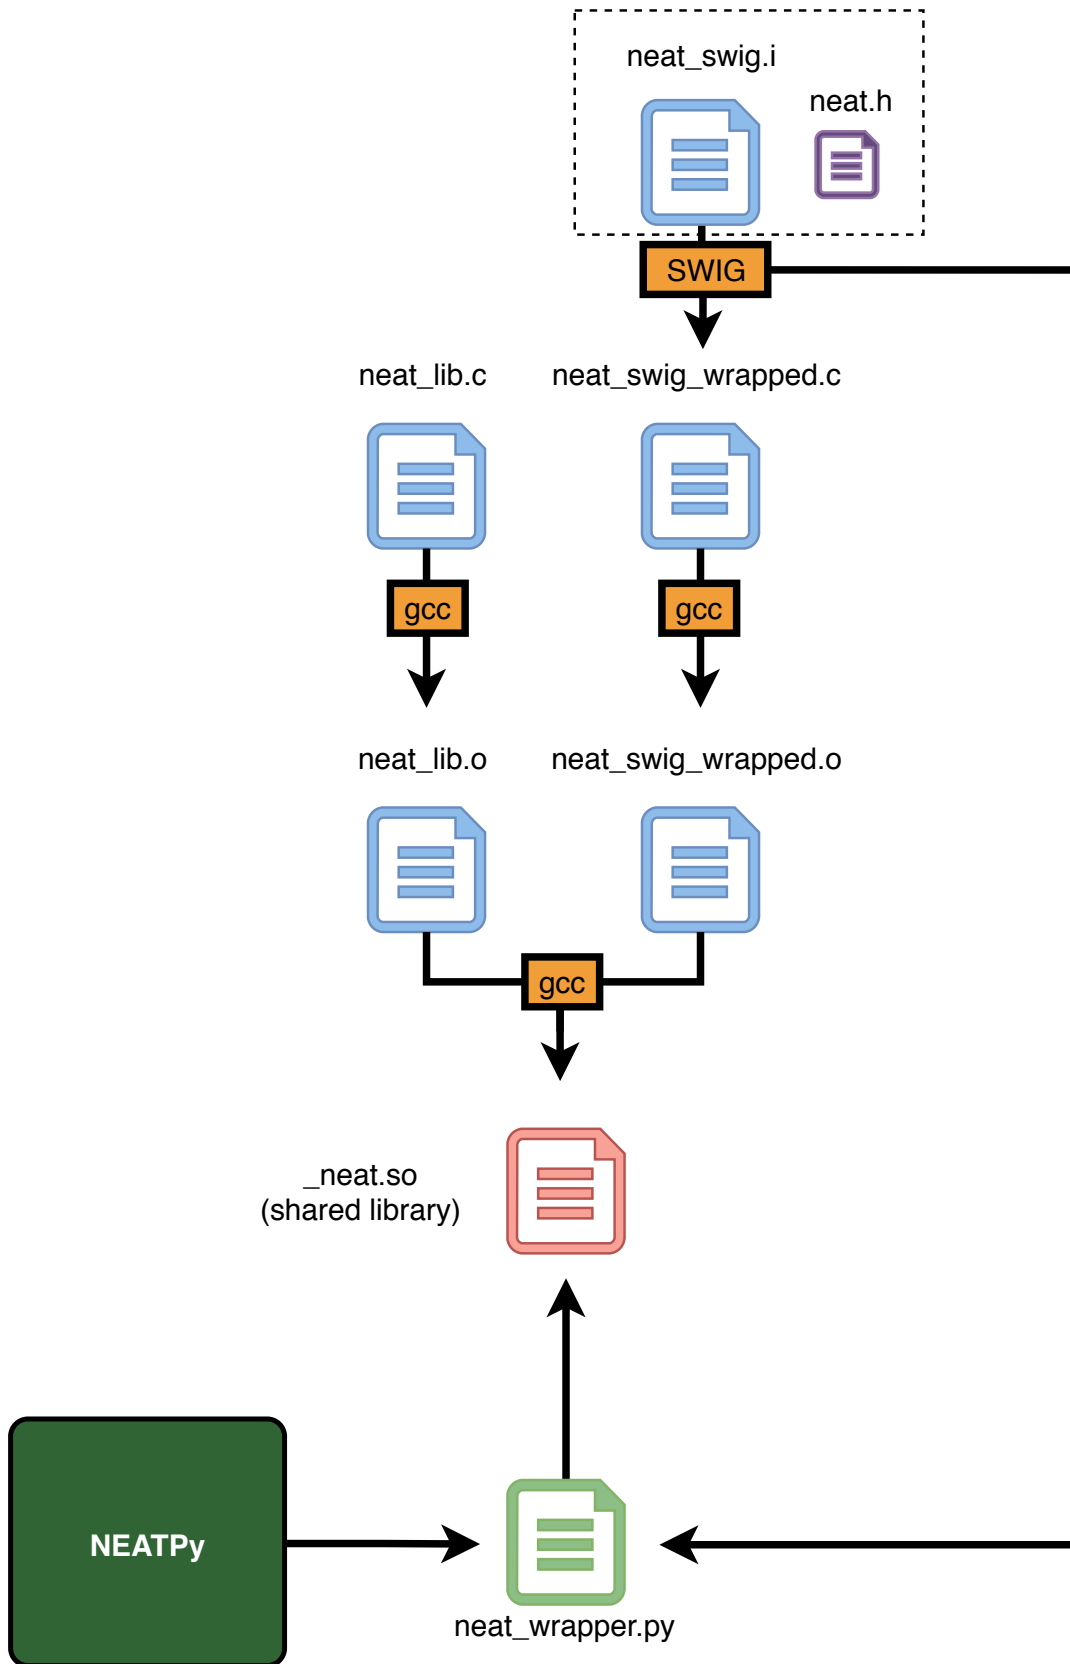 neat_swig.i
neat.h
SWIG
neat_lib.c
neat_swig_wrapped.c
gcc
gcc
neat_lib.o
neat_swig_wrapped.o
gcc
_neat.so
(shared library)
NEATPy
neat_wrapper.py